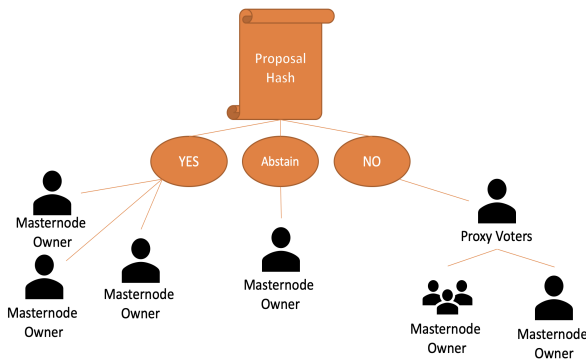 Proposal
Hash
YES
Abstain
NO
Masternode
Owner
Proxy Voters
Masternode
Owner
Masternode
Owner
Masternode
Owner
Masternode
Owner
Masternode
Owner